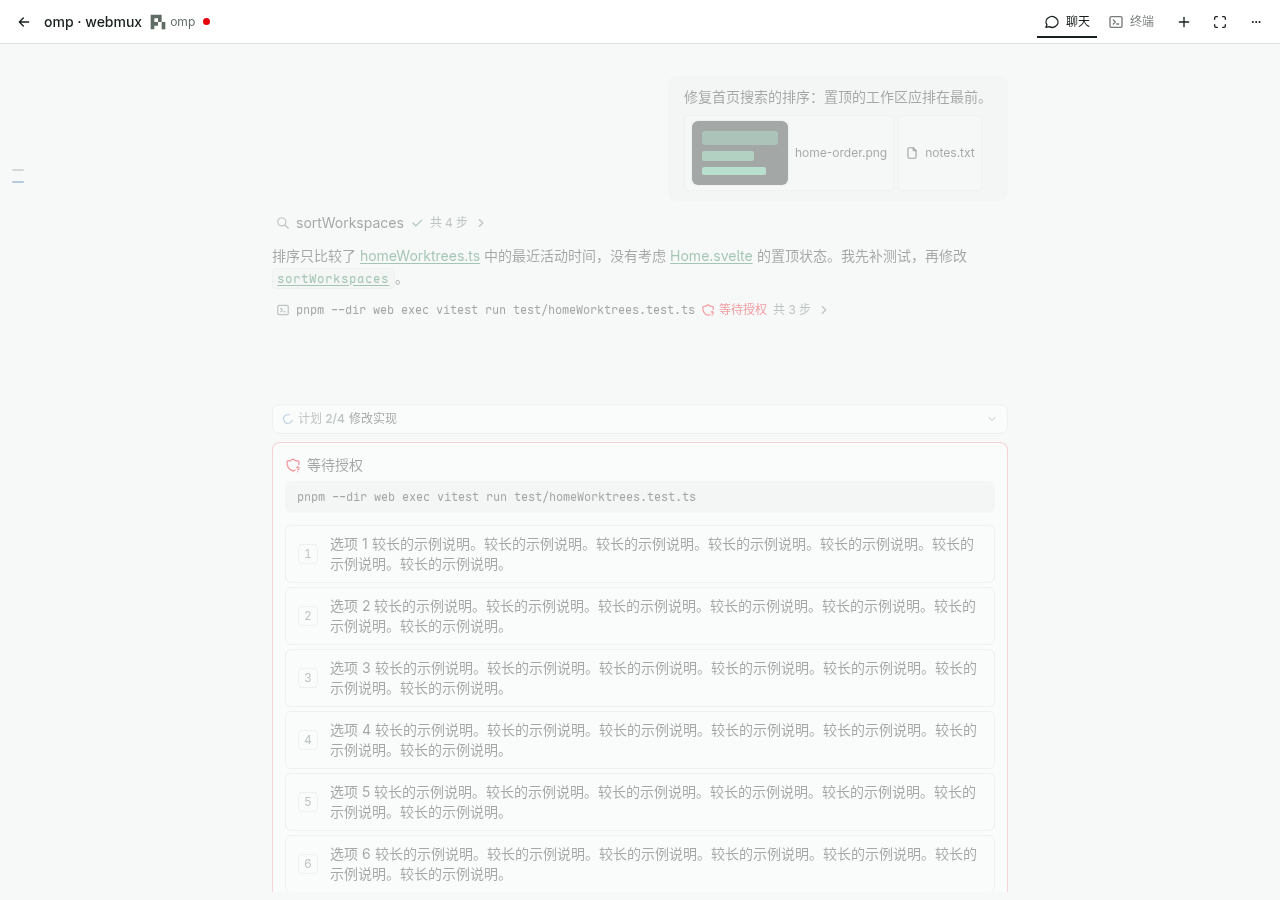 omp · webmux omp 聊天 终端
修复首页搜索的排序：置顶的工作区应排在最前。
home-order.png notes.txt
sortWorkspaces 共 4 步
排序只比较了 homeWorktrees.ts 中的最近活动时间，没有考虑 Home.svelte 的置顶状态。我先补测试，再修改
sortWorkspaces 。
pnpm --dir web exec vitest run test/homeWorktrees.test.ts 等待授权 共 3 步
计划 2/4 修改实现
等待授权
pnpm --dir web exec vitest run test/homeWorktrees.test.ts
1 选项 1 较长的示例说明。较长的示例说明。较长的示例说明。较长的示例说明。较长的示例说明。较长的
示例说明。较长的示例说明。
2 选项 2 较长的示例说明。较长的示例说明。较长的示例说明。较长的示例说明。较长的示例说明。较长的
示例说明。较长的示例说明。
3 选项 3 较长的示例说明。较长的示例说明。较长的示例说明。较长的示例说明。较长的示例说明。较长的
示例说明。较长的示例说明。
4 选项 4 较长的示例说明。较长的示例说明。较长的示例说明。较长的示例说明。较长的示例说明。较长的
示例说明。较长的示例说明。
5 选项 5 较长的示例说明。较长的示例说明。较长的示例说明。较长的示例说明。较长的示例说明。较长的
示例说明。较长的示例说明。
6 选项 6 较长的示例说明。较长的示例说明。较长的示例说明。较长的示例说明。较长的示例说明。较长的
示例说明。较长的示例说明。